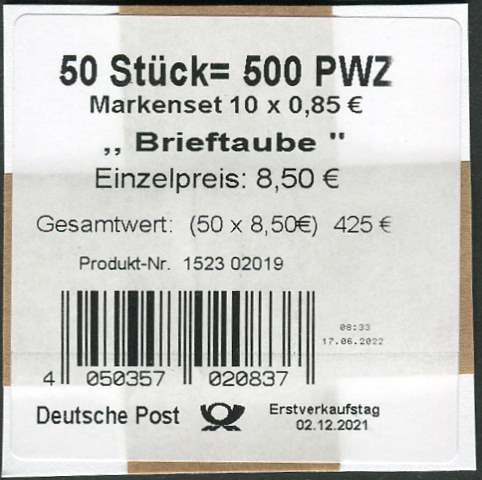 50 Stück= 500 PWZ
Markenset 10 x 0,85 €
,, Brieftaube "
Einzelpreis: 8,50 €
Gesamtwert: (50 x 8,50€) 425 €
Produkt-Nr. 1523 02019
08:33
17.06.2022
4 050357 020837
Deutsche Post
Erstverkaufstag
02.12.2021